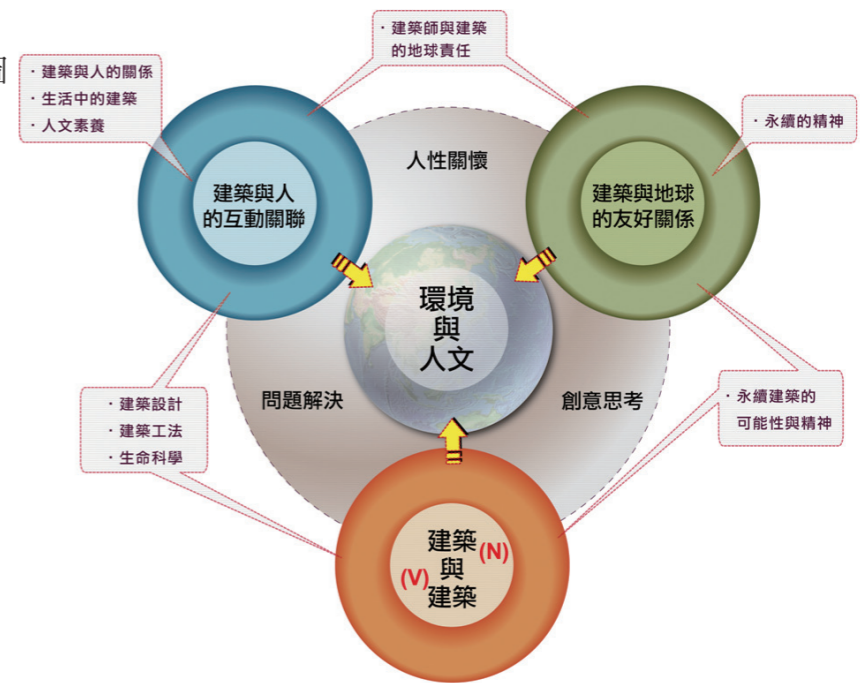 圖
· 建築師與建築
的地球責任
· 建築與人的關係
· 生活中的建築
· 人文素養
· 永續的精神
人性關懷
建築與人
的互動關聯
建築與地球
的友好關係
環境
與
人文
問題解決
創意思考
· 建築設計
· 建築工法
· 生命科學
· 永續建築的
可能性與精神
建築(N)
(V)與
建築